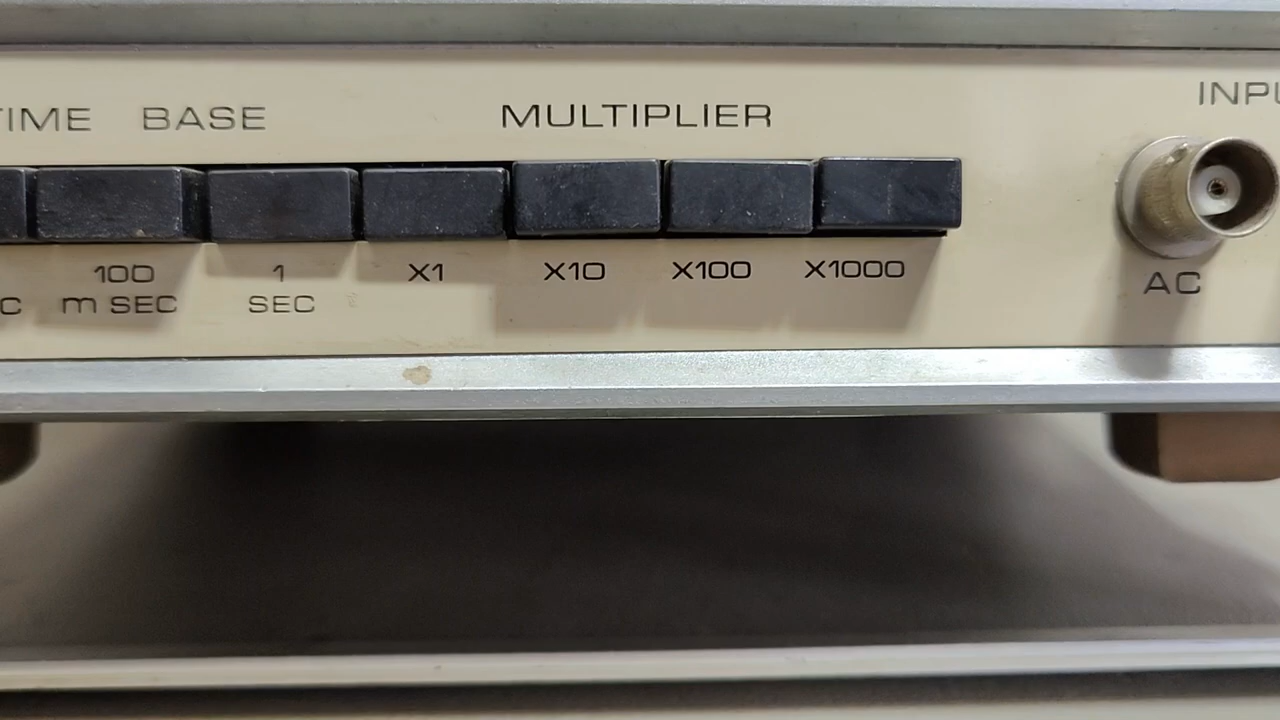 TIME BASE
MULTIPLIER
INPU
C
100
m SEC
1
SEC
X1
X10
X100
X1000
AC